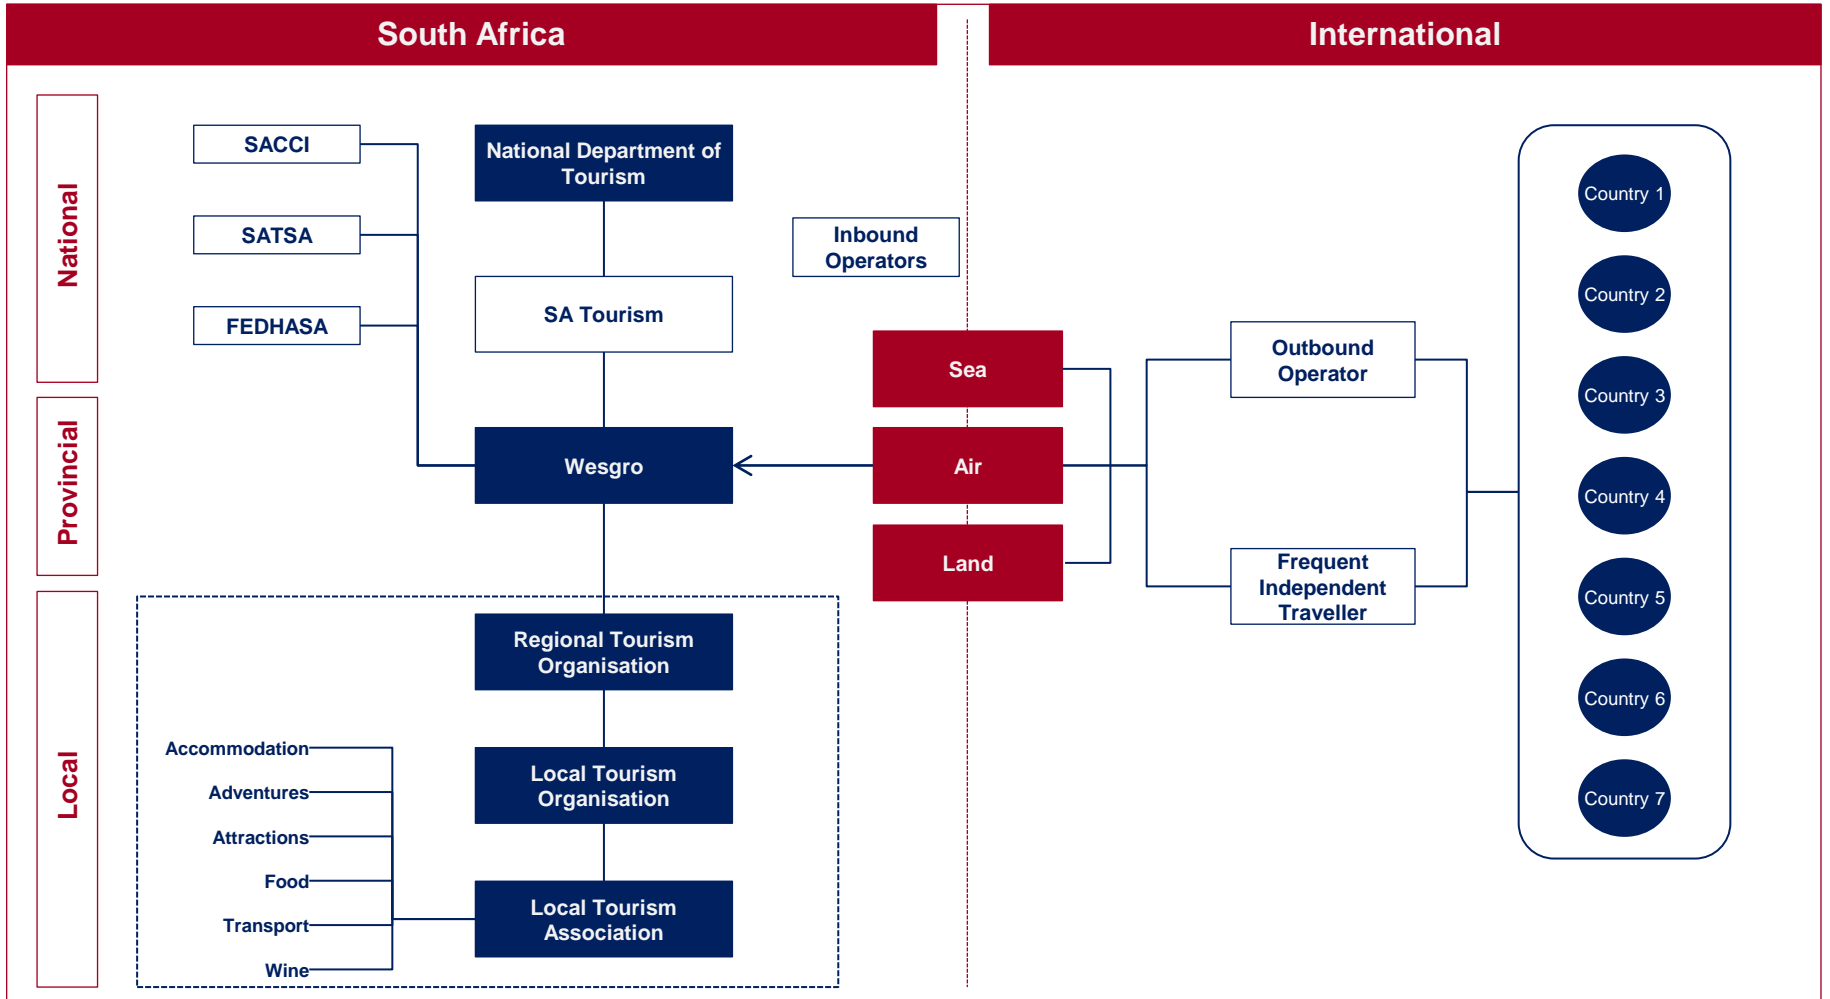 South Africa
International
National
SACCI
SATSA
FEDHASA
National Department of
Tourism
SA Tourism
Inbound
Operators
Provincial
Wesgro
Sea
Air
Land
Outbound
Operator
Frequent
Independent
Traveller
Country 1
Country 2
Country 3
Country 4
Country 5
Country 6
Country 7
Local
Regional Tourism
Organisation
Local Tourism
Organisation
Local Tourism
Association
Accommodation
Adventures
Attractions
Food
Transport
Wine